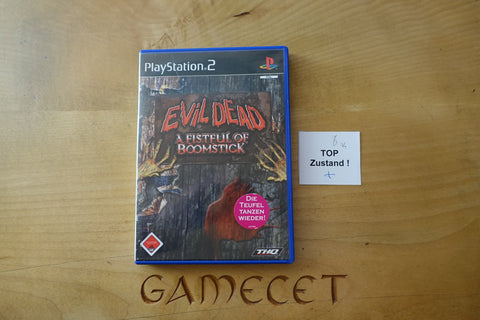 PlayStation 2
EVIL DEAD
A FISTFUL OF
BOOMSTICK
DIE
TEUFEL
TANZEN
WIEDER!
THQ
TOP
Zustand !
GAMECET